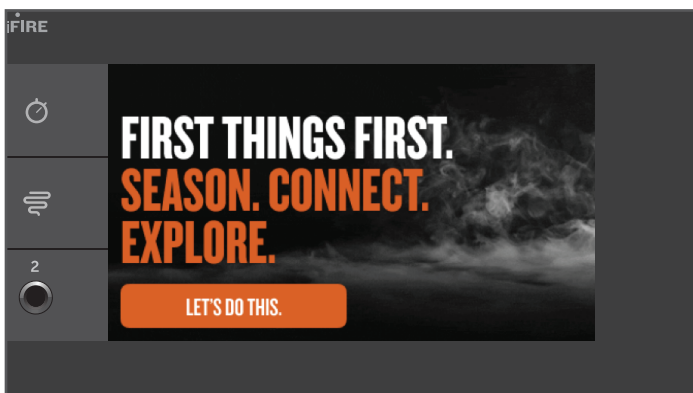 iFIRE
FIRST THINGS FIRST.
SEASON. CONNECT.
EXPLORE.
LET'S DO THIS.
2